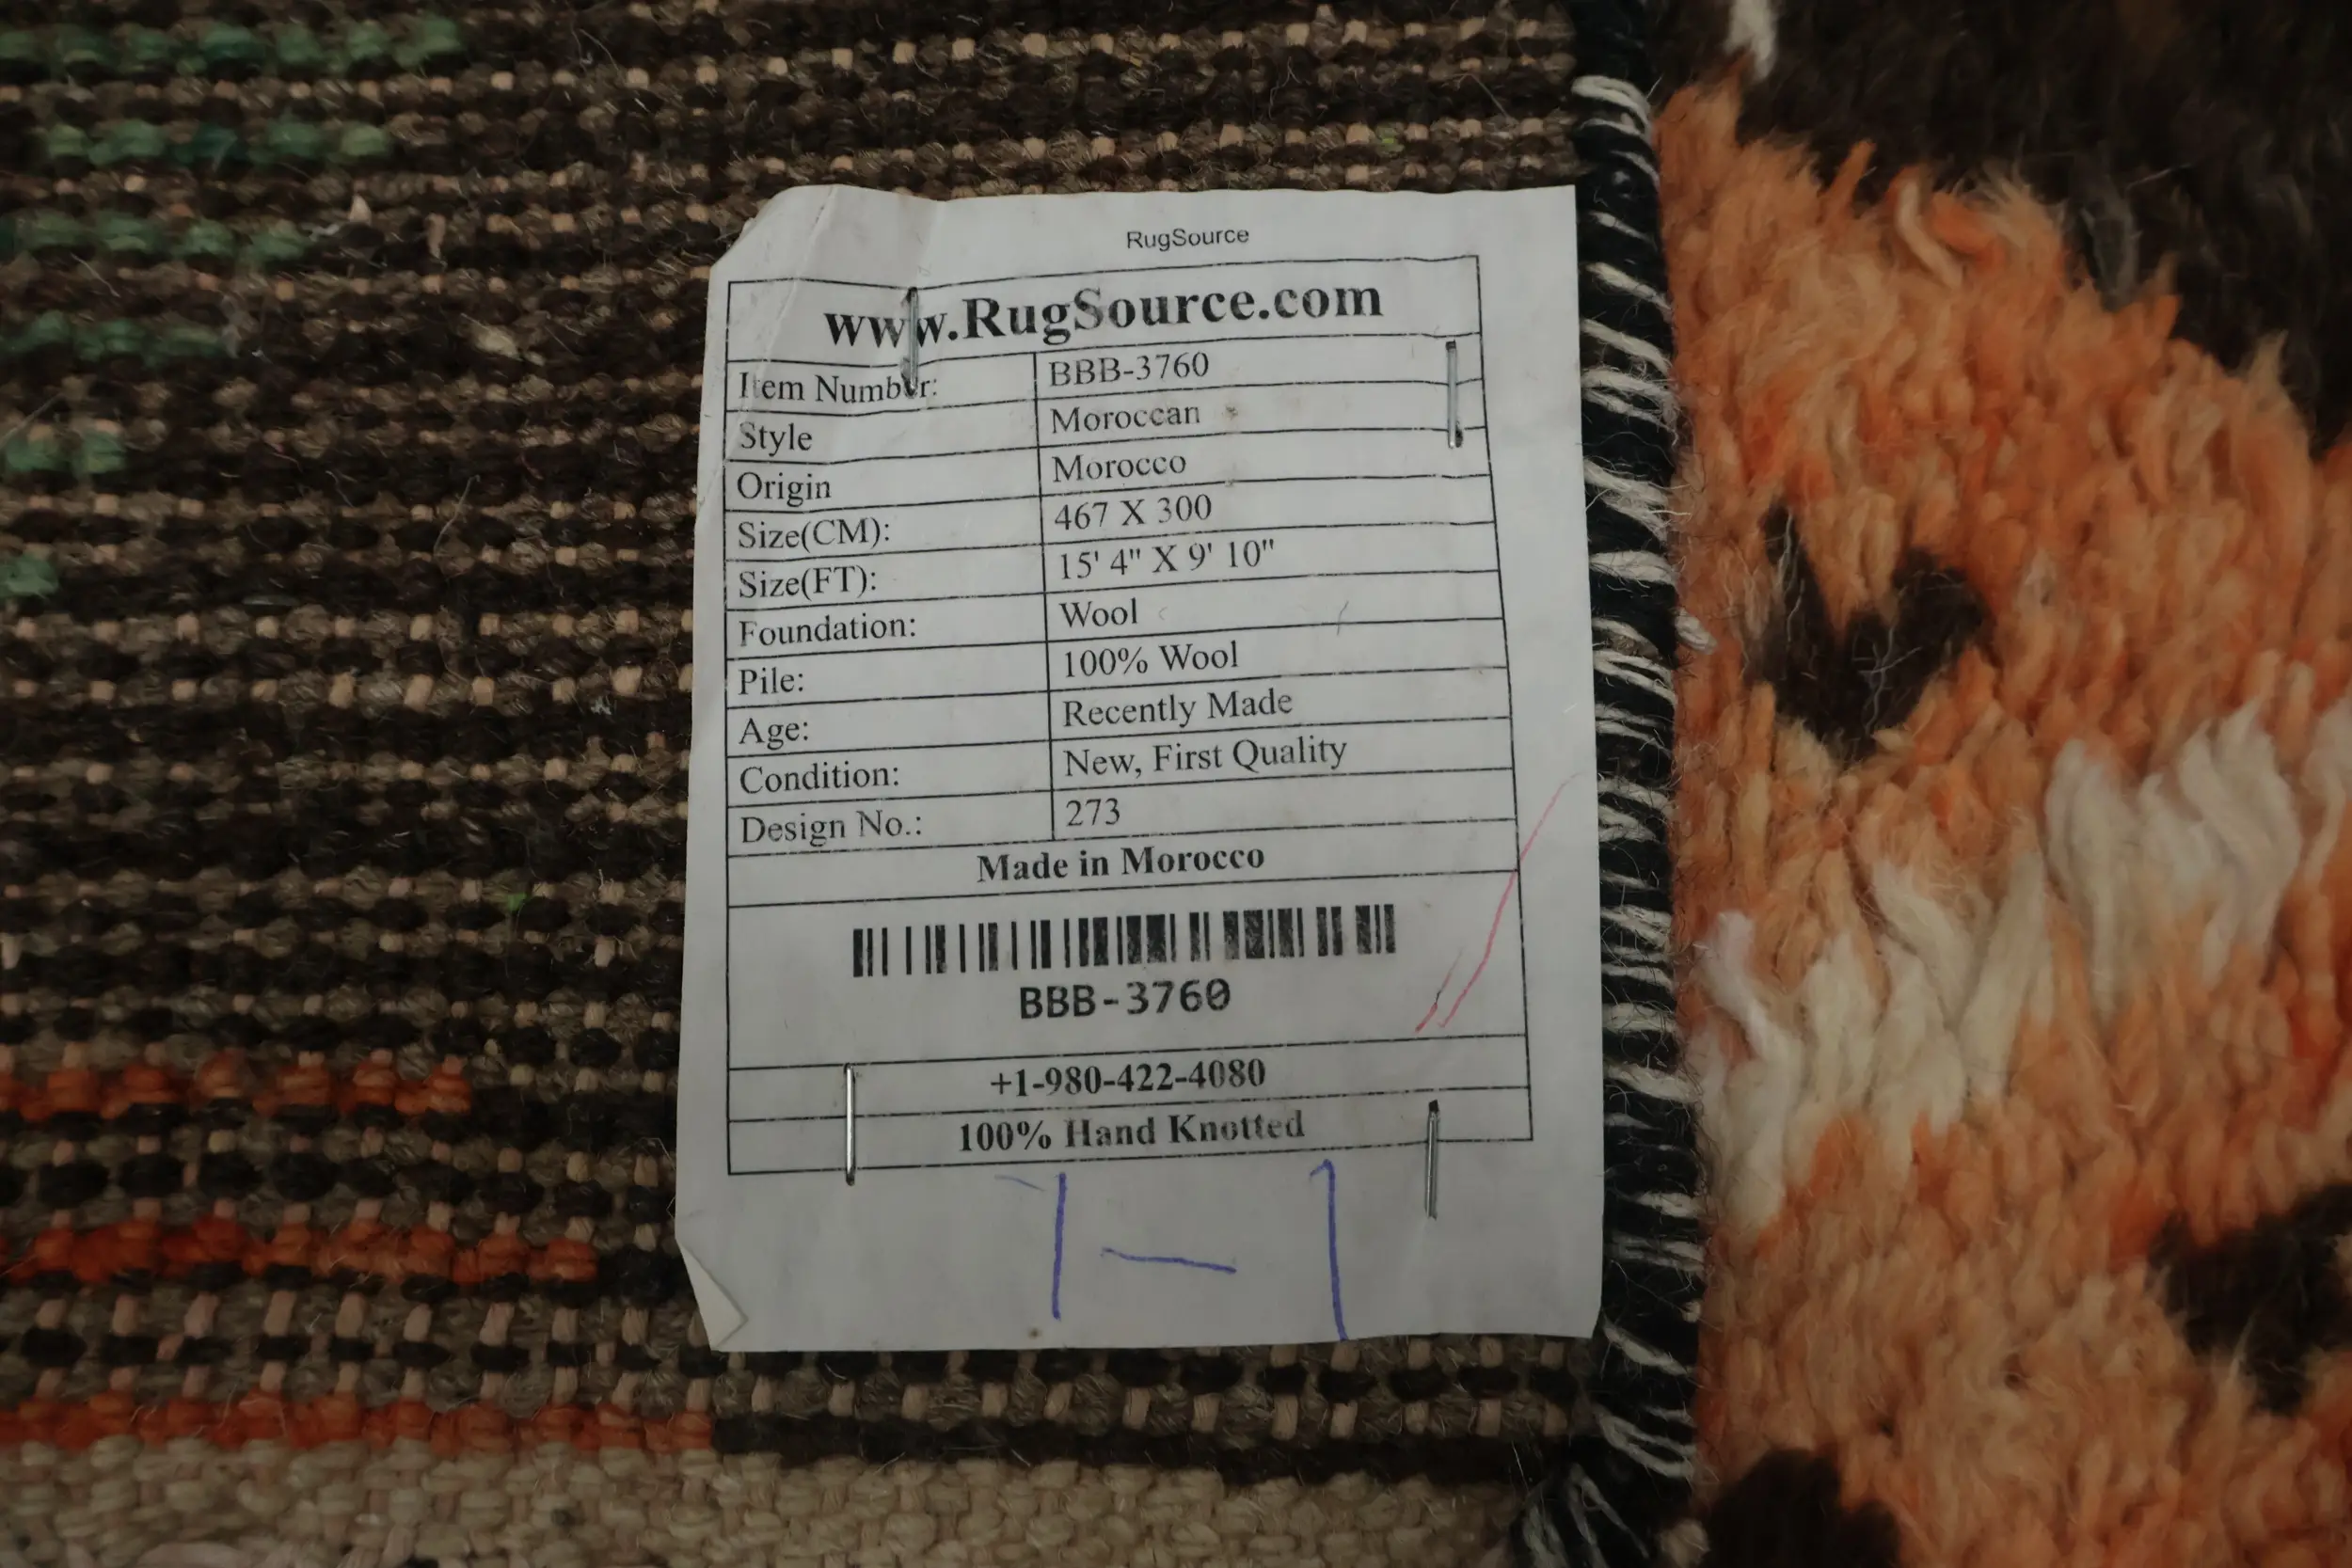 RugSource
www.RugSource.com
Item Number: BBB-3760
Style Moroccan
Origin Morocco
Size(CM): 467 X 300
Size(FT): 15' 4" X 9' 10"
Foundation: Wool
Pile: 100% Wool
Age: Recently Made
Condition: New, First Quality
Design No.: 273
Made in Morocco
BBB-3760
+1-980-422-4080
100% Hand Knotted
1-1